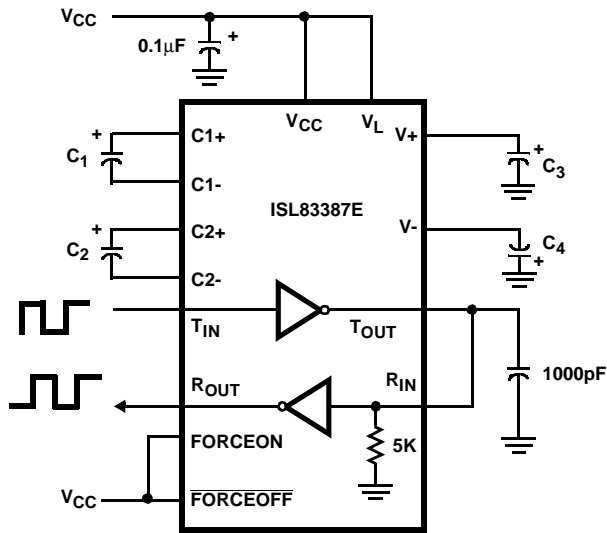 VCC
0.1μF
+
VCC
VL
+
C1
C1+
V+
+
C3
C1-
ISL83387E
+
C2
C2+
V-
C4
+
C2-
TIN
TOUT
ROUT
RIN
1000pF
FORCEON
5K
VCC
FORCEOFF